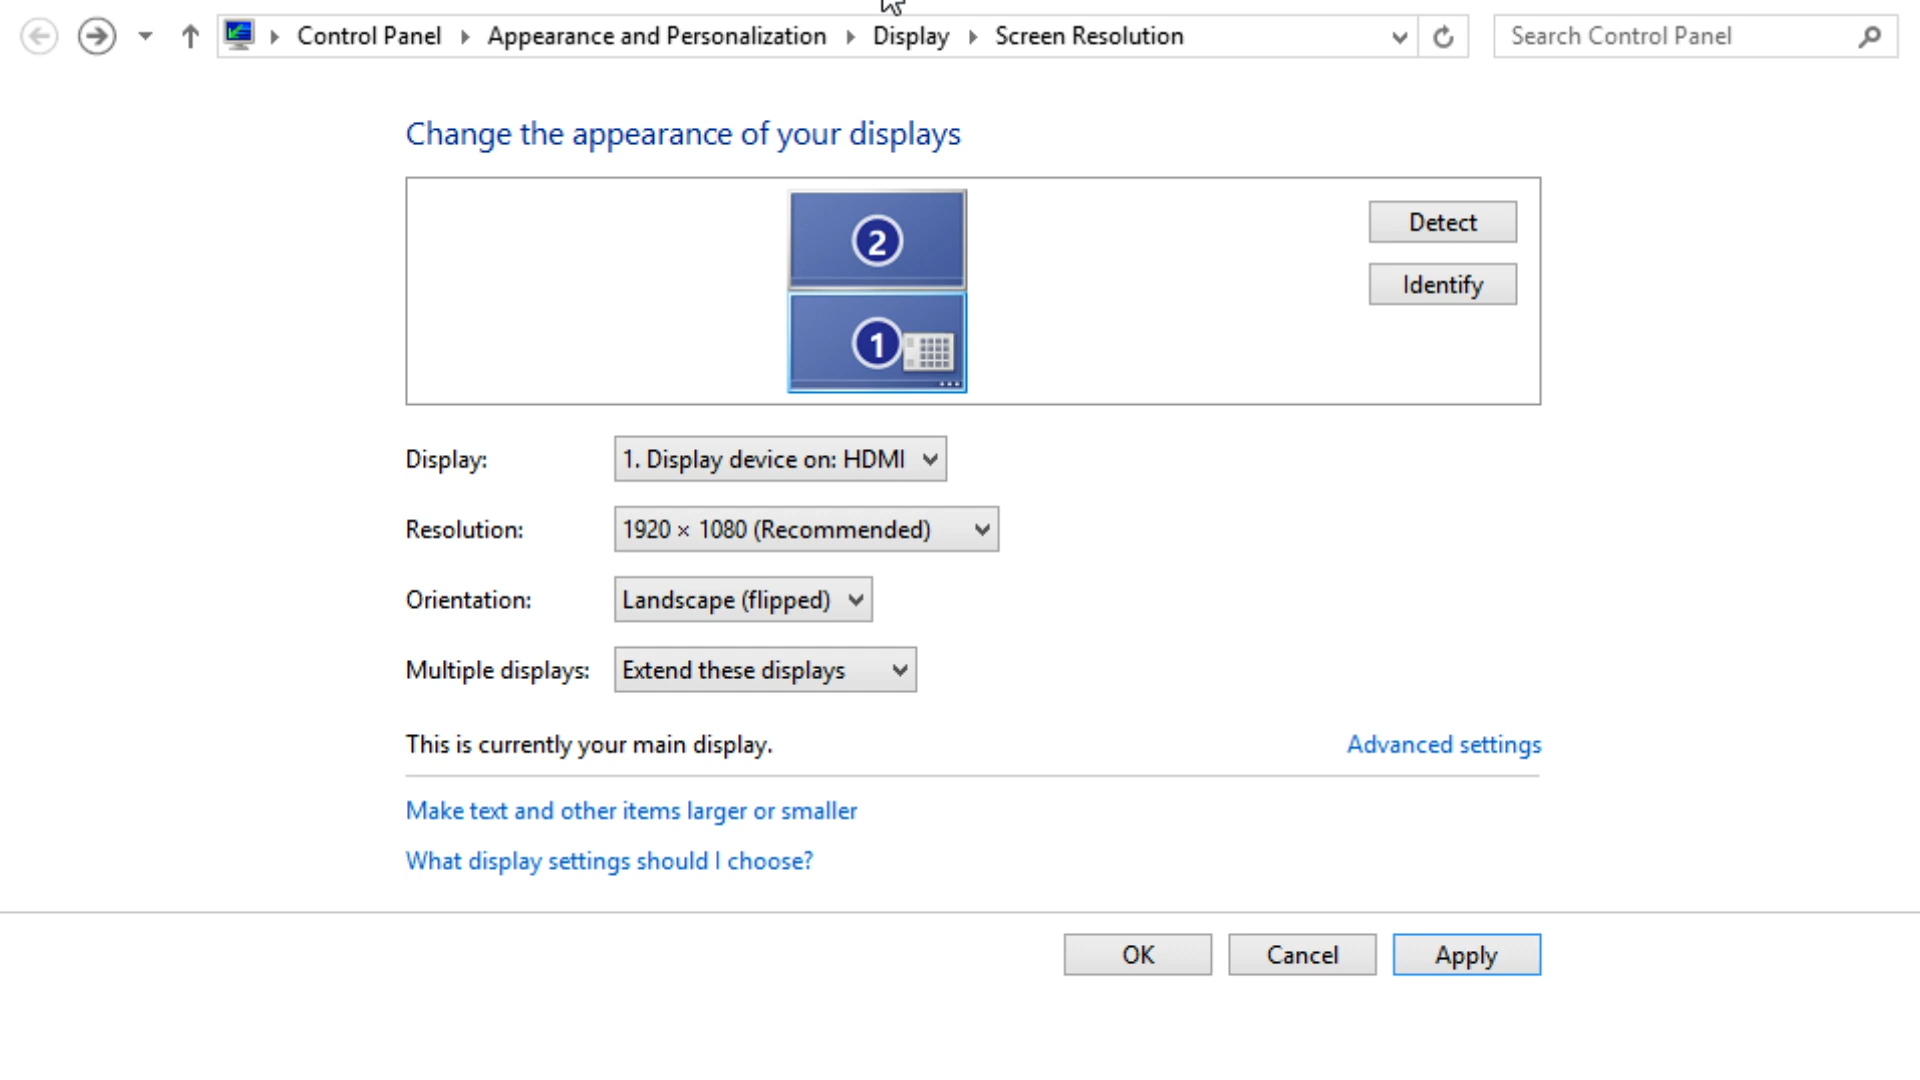 Control Panel Appearance and Personalization Display Screen Resolution Search Control Panel
Change the appearance of your displays
2
Detect
Identify
1
Display: 1. Display device on: HDMI
Resolution: 1920 × 1080 (Recommended)
Orientation: Landscape (flipped)
Multiple displays: Extend these displays
This is currently your main display. Advanced settings
Make text and other items larger or smaller
What display settings should I choose?
OK Cancel Apply